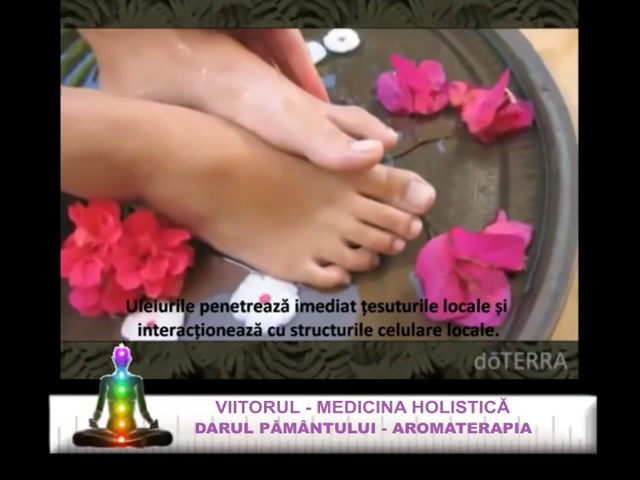 Uleiurile penetrează imediat țesuturile locale și
interacționează cu structurile celulare locale.
dōTERRA
VIITORUL - MEDICINA HOLISTICĂ
DARUL PĂMÂNTULUI - AROMATERAPIA